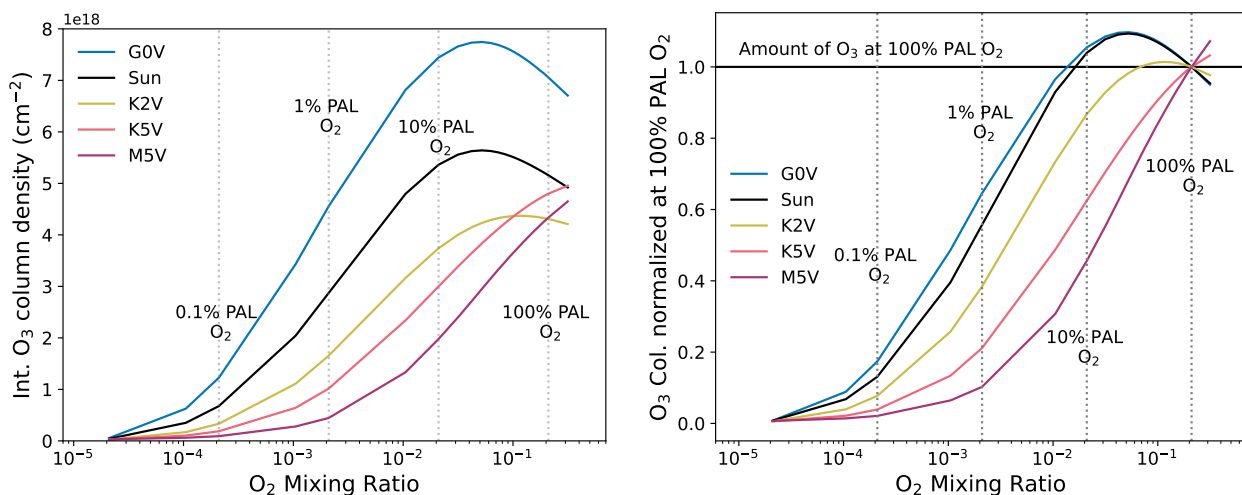 1e18
8
7
6
5
4
3
2
1
0
Int. O₃ column density (cm⁻²)
G0V
Sun
K2V
K5V
M5V
0.1% PAL
O₂
1% PAL
O₂
10% PAL
O₂
100% PAL
O₂
10⁻⁵
10⁻⁴
10⁻³
10⁻²
10⁻¹
O₂ Mixing Ratio
O₃ Col. normalized at 100% PAL O₂
1.0
0.8
0.6
0.4
0.2
0.0
Amount of O₃ at 100% PAL O₂
G0V
Sun
K2V
K5V
M5V
0.1% PAL
O₂
1% PAL
O₂
10% PAL
O₂
100% PAL
O₂
10⁻⁵
10⁻⁴
10⁻³
10⁻²
10⁻¹
O₂ Mixing Ratio